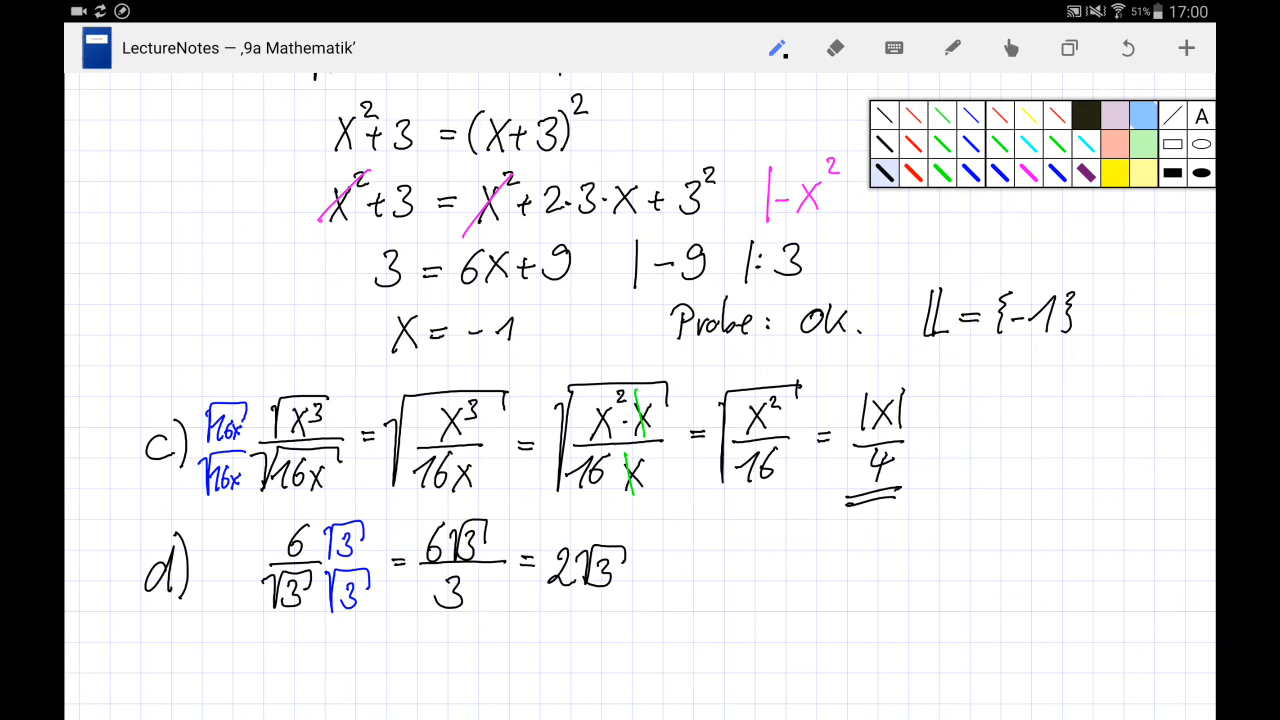 51% 17:00
LectureNotes — ‚9a Mathematik’
A
x² + 3 = (x + 3)²
x² + 3 = x² + 2 · 3 · x + 3² | - x²
3 = 6x + 9 | - 9 | : 3
x = - 1 Probe: OK. 𝕃 = {-1}
c) √16x/√16x √x³/√16x = √(x³/16x) = √(x² · x/16 x) = √(x²/16) = |x|/4
d) 6/√3 √3/√3 = 6√3/3 = 2√3